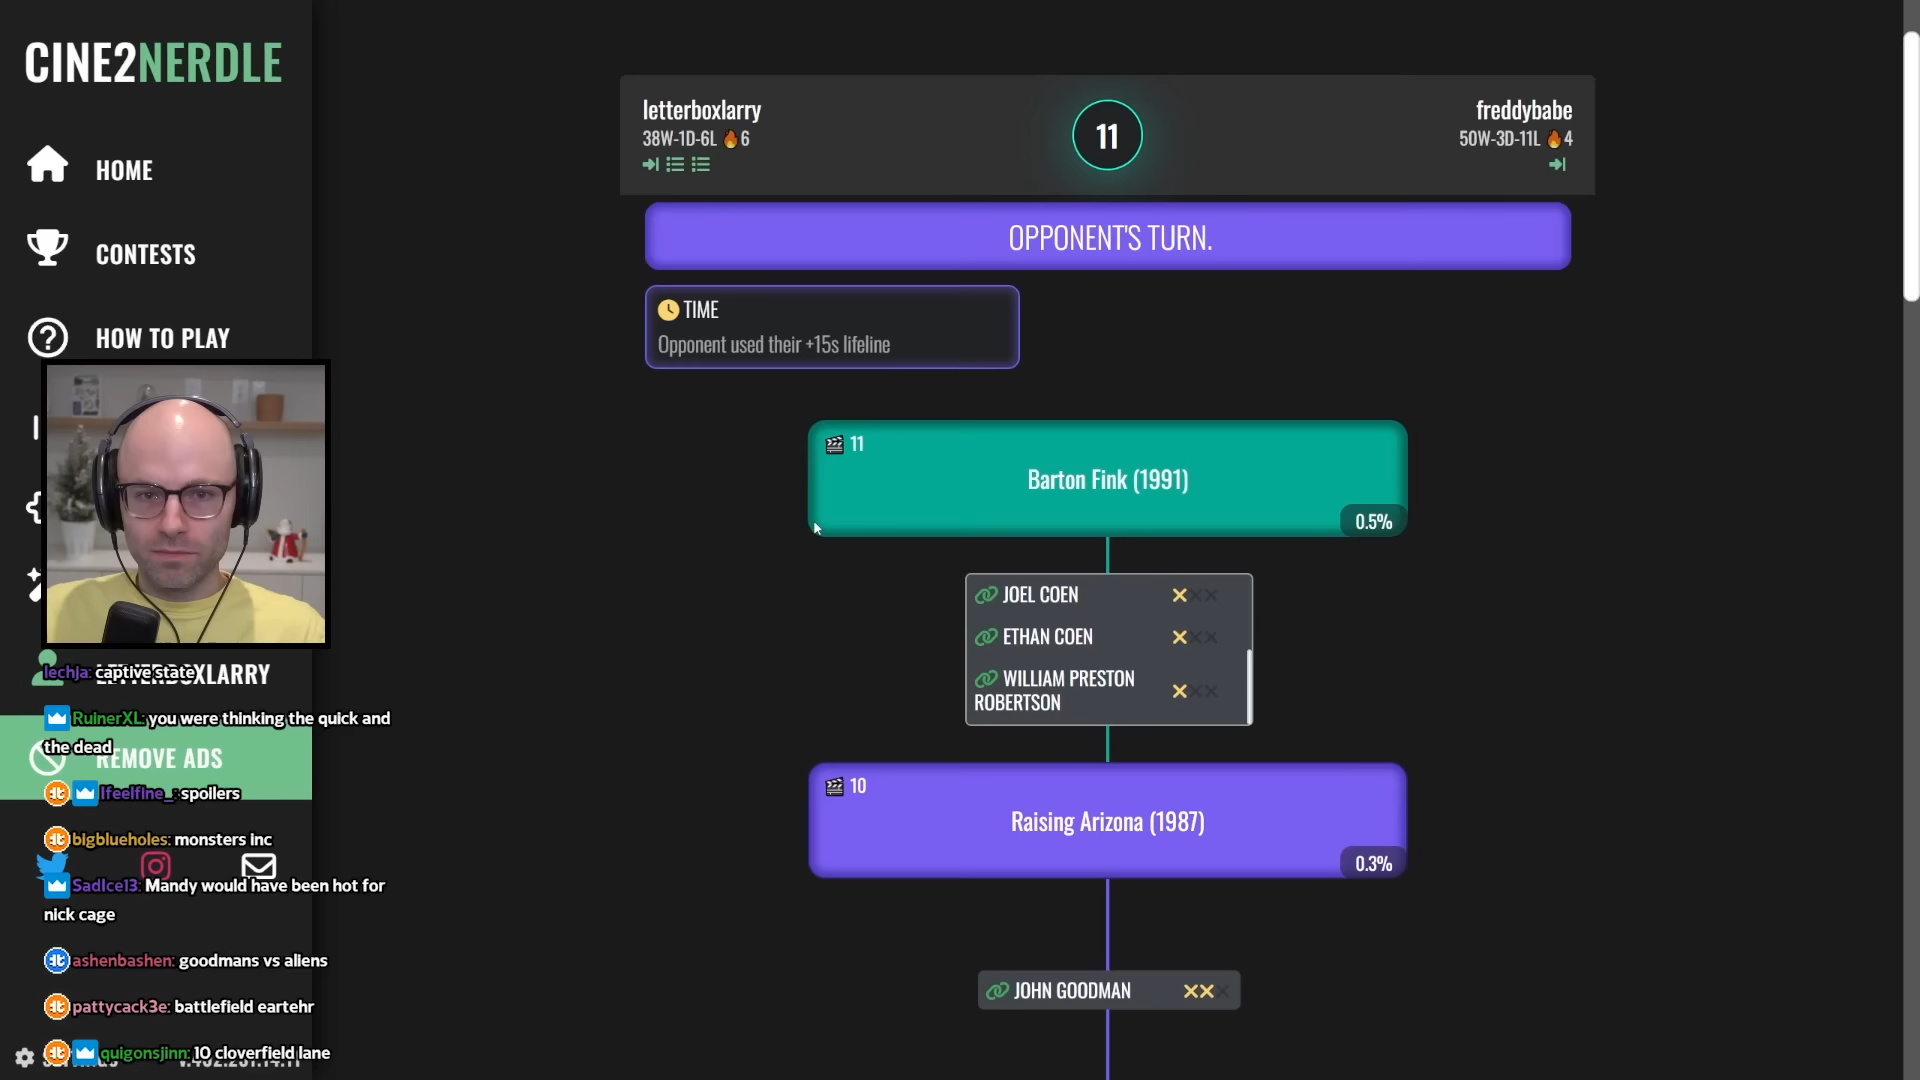 CINE2NERDLE
HOME
CONTESTS
HOW TO PLAY
LETTERBOXLARRY
REMOVE ADS
letterboxlarry
38W-1D-6L 🔥6
11
freddybabe
50W-3D-11L 🔥4
OPPONENT'S TURN.
TIME
Opponent used their +15s lifeline
11
Barton Fink (1991)
0.5%
JOEL COEN
ETHAN COEN
WILLIAM PRESTON
ROBERTSON
10
Raising Arizona (1987)
0.3%
JOHN GOODMAN
lechja: captive state
RuinerXL: you were thinking the quick and
the dead
Ifeelfine_: spoilers
bigblueholes: monsters inc
SadIce13: Mandy would have been hot for
nick cage
ashenbashen: goodmans vs aliens
pattycack3e: battlefield eartehr
quigonsjinn: 10 cloverfield lane